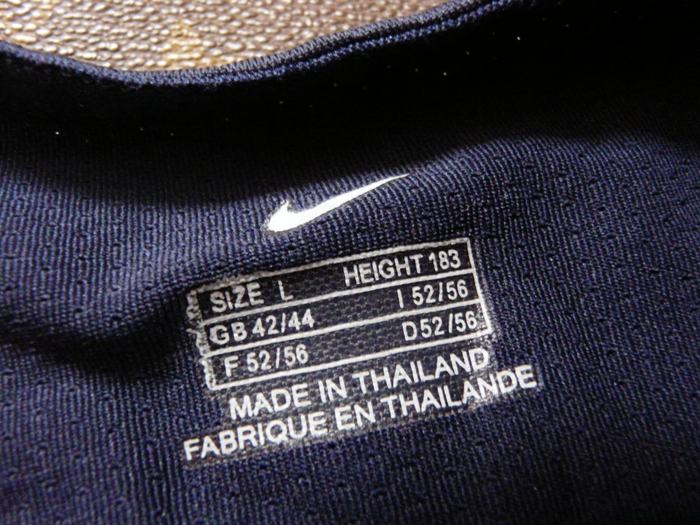 SIZE L HEIGHT 183
GB 42/44 I 52/56
F 52/56 D 52/56
MADE IN THAILAND
FABRIQUE EN THAILANDE